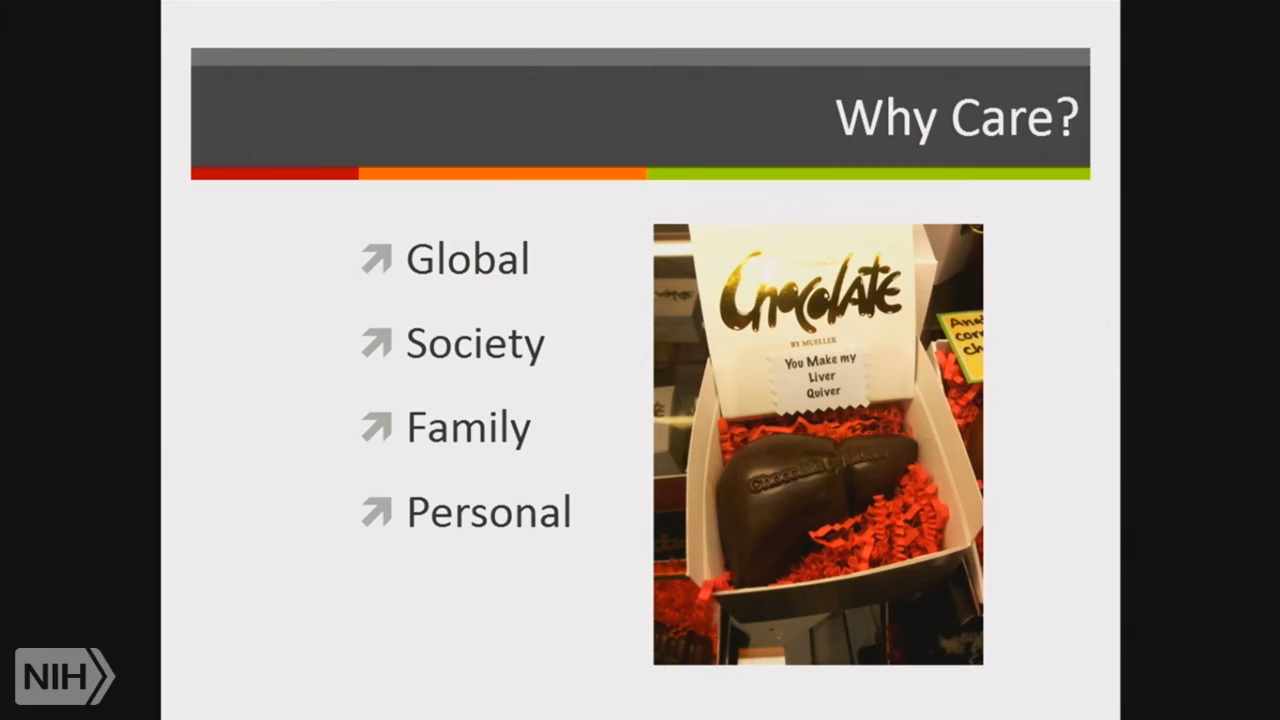 Why Care?
Global
Society
Family
Personal
Chocolate
BY MUELLER
You Make my
Liver
Quiver
NIH